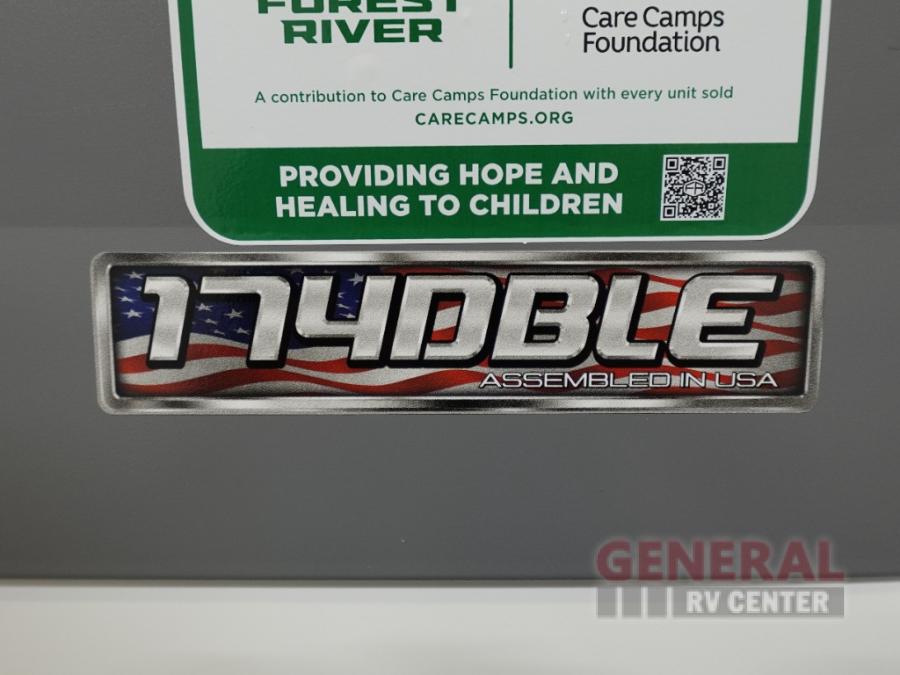 FOREST
RIVER
Care Camps
Foundation
A contribution to Care Camps Foundation with every unit sold
CARECAMPS.ORG
PROVIDING HOPE AND
HEALING TO CHILDREN
174DBLE
ASSEMBLED IN USA
GENERAL
RV CENTER